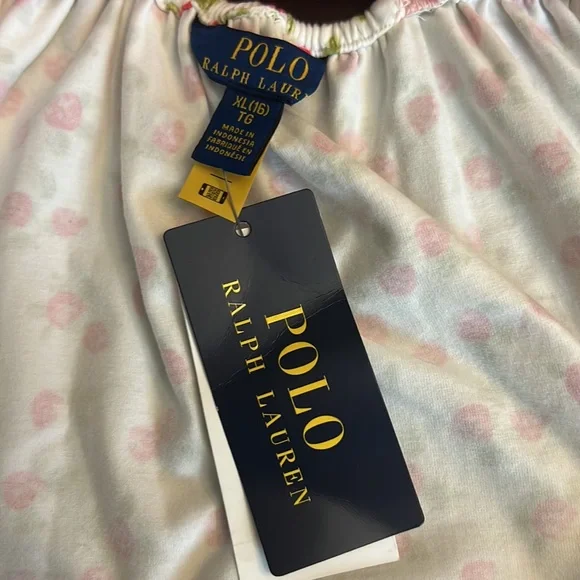 POLO
RALPH LAUR
XL(16)
TG
MADE IN
INDONESIA
FABRIQUÉ EN
INDONÉSIE
POLO
RALPH LAUREN